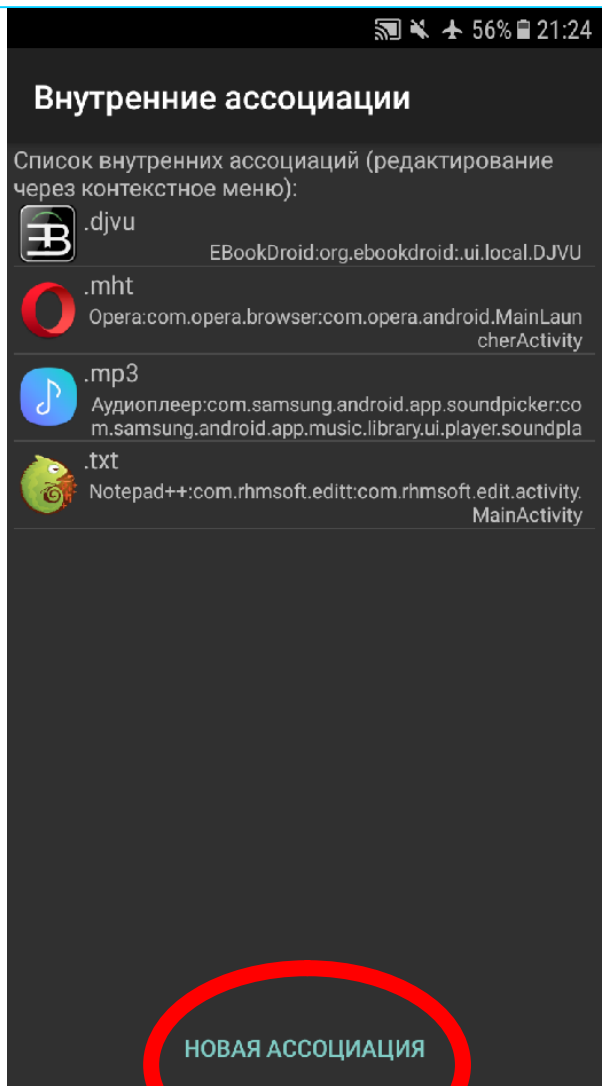 56% 21:24
Внутренние ассоциации
Список внутренних ассоциаций (редактирование
через контекстное меню):
.djvu
EBookDroid:org.ebookdroid:.ui.local.DJVU
.mht
Opera:com.opera.browser:com.opera.android.MainLaun
cherActivity
.mp3
Аудиоплеер:com.samsung.android.app.soundpicker:co
m.samsung.android.app.music.library.ui.player.soundpla
.txt
Notepad++:com.rhmsoft.editt:com.rhmsoft.edit.activity.
MainActivity
НОВАЯ АССОЦИАЦИЯ